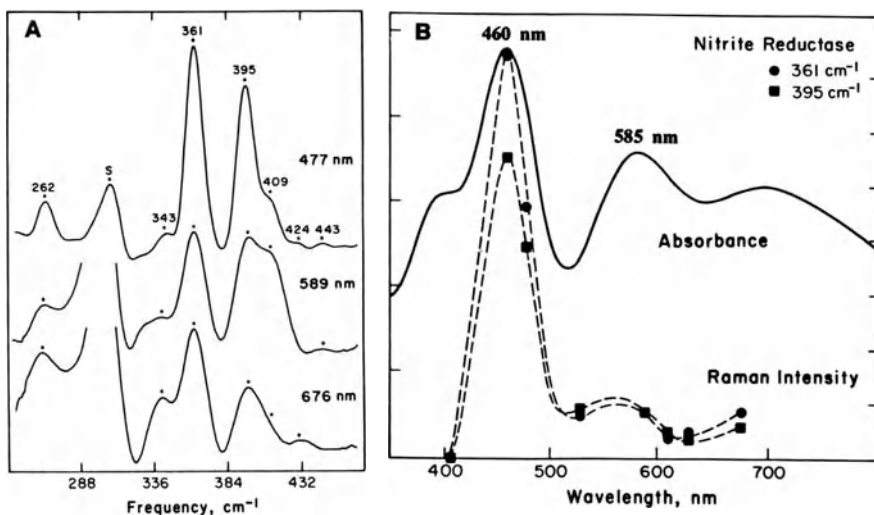 A
361
395
262
S
409
477 nm
343
424 443
589 nm
676 nm
288 336 384 432
Frequency, cm⁻¹
B
460 nm
Nitrite Reductase
● 361 cm⁻¹
■ 395 cm⁻¹
585 nm
Absorbance
Raman Intensity
400 500 600 700
Wavelength, nm